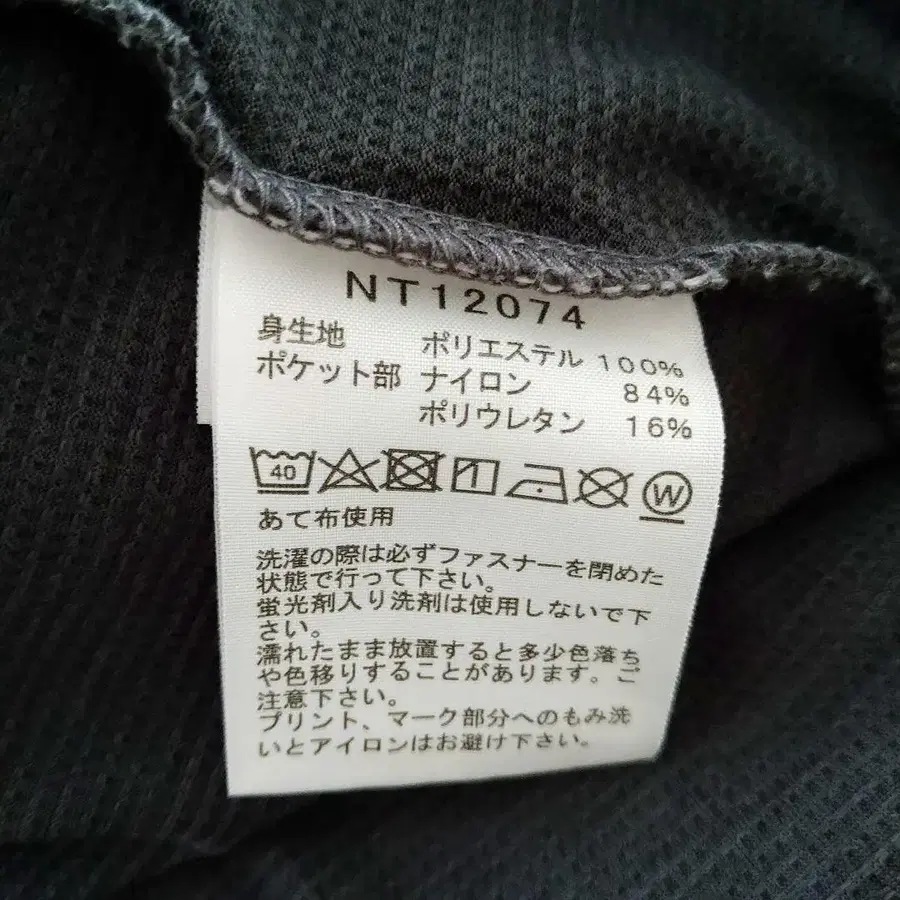 NT12074
身生地 ポリエステル 100%
ポケット部 ナイロン 84%
ポリウレタン 16%
40 W
あて布使用
洗濯の際は必ずファスナーを閉めた
状態で行って下さい。
蛍光剤入り洗剤は使用しないで下
さい。
濡れたまま放置すると多少色落ち
や色移りすることがあります。ご
注意下さい。
プリント、マーク部分へのもみ洗
いとアイロンはお避け下さい。